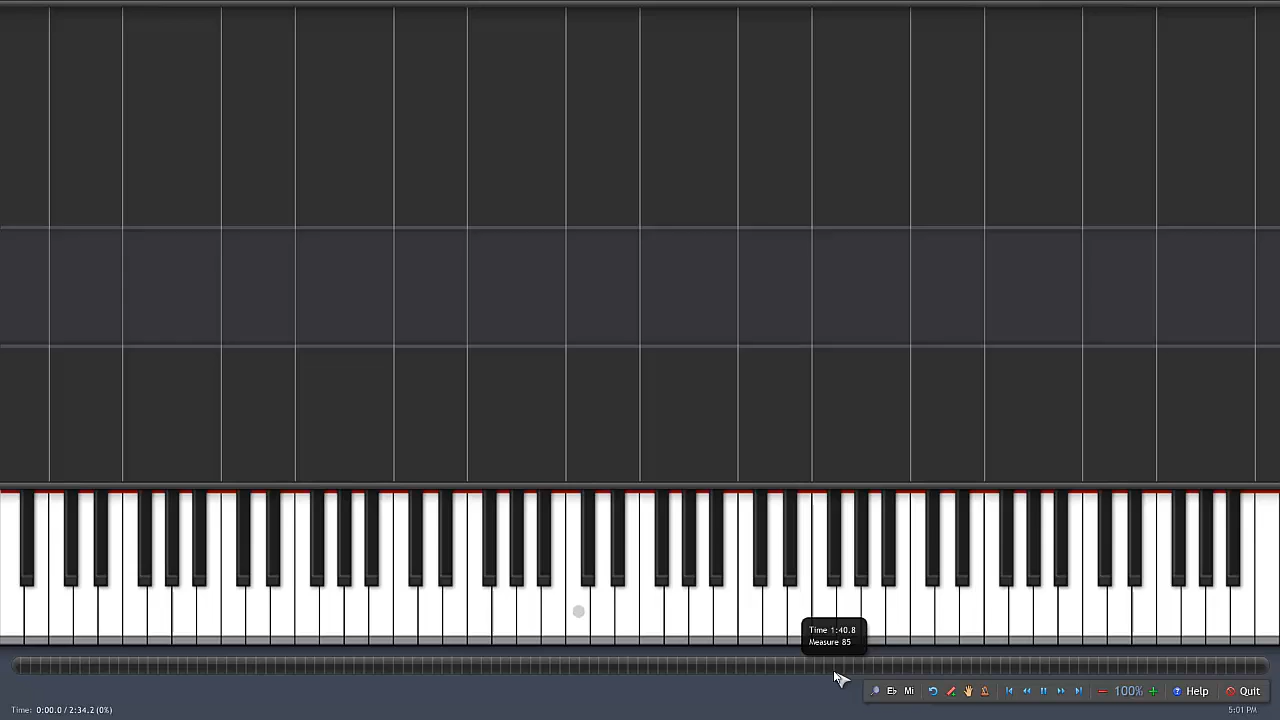 Time 1:40.8
Measure 85
Eb Mi 100% Help Quit
Time: 0:00.0 / 2:34.2 (0%)
5:01 PM